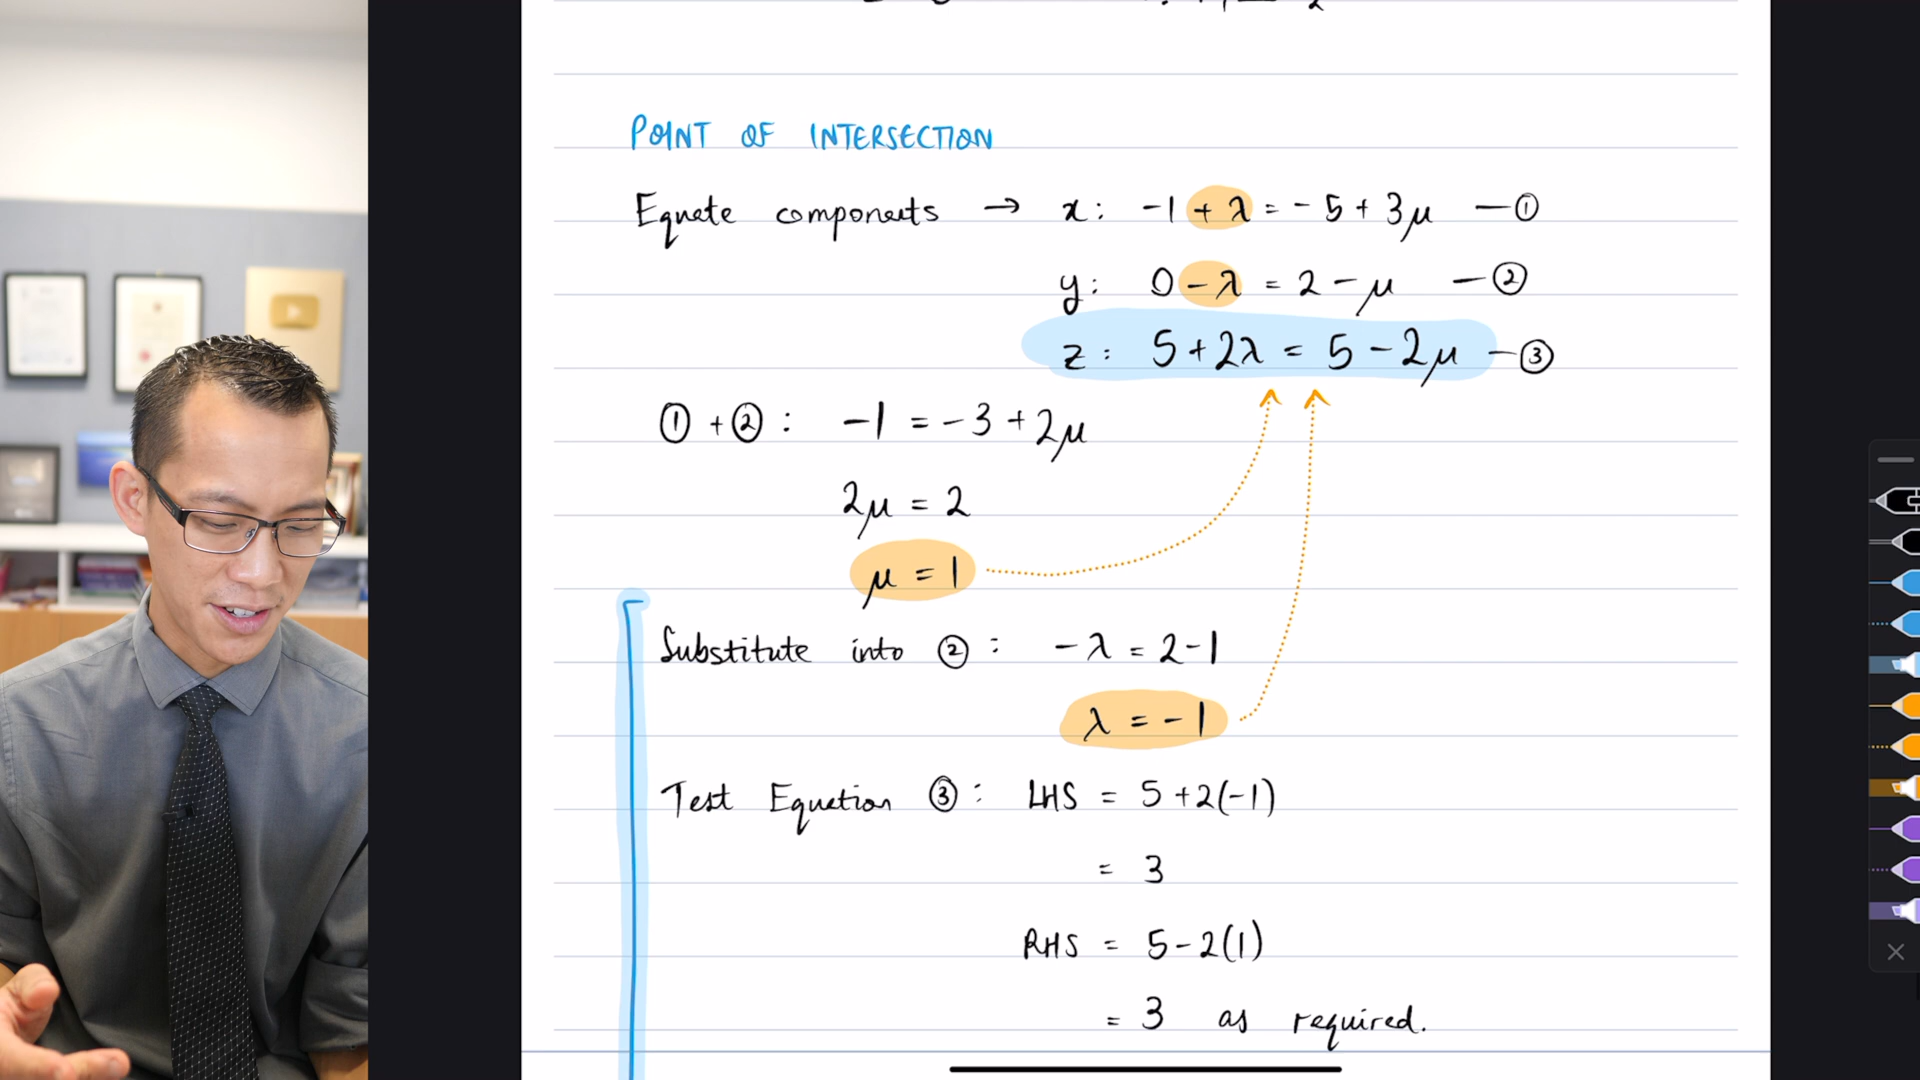 POINT OF INTERSECTION
Equate components → x: -1 + λ = -5 + 3μ —①
y: 0 - λ = 2 - μ —②
z: 5 + 2λ = 5 - 2μ —③
① + ②: -1 = -3 + 2μ
2μ = 2
μ = 1
Substitute into ②: -λ = 2-1
λ = -1
Test Equation ③: LHS = 5 + 2(-1)
= 3
RHS = 5 - 2(1)
= 3 as required.